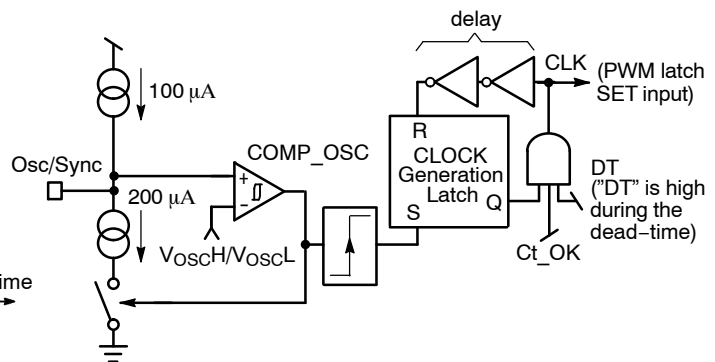 delay
CLK
(PWM latch
SET input)
100 µA
R
Osc/Sync
COMP_OSC
CLOCK
Generation
Latch
DT
("DT" is high
during the
dead−time)
+
−
200 µA
Q
S
VOSCH/VOSCL
Ct_OK
ime